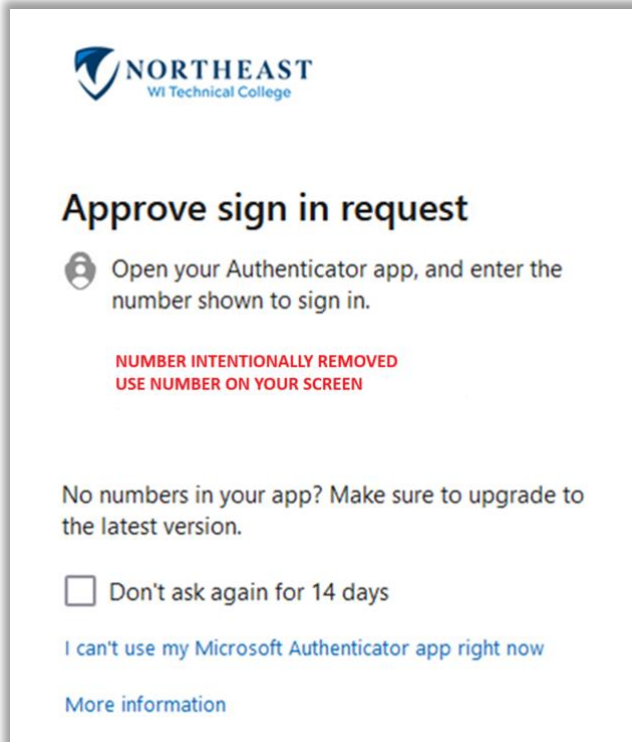 NORTHEAST
WI Technical College
Approve sign in request
Open your Authenticator app, and enter the
number shown to sign in.
NUMBER INTENTIONALLY REMOVED
USE NUMBER ON YOUR SCREEN
No numbers in your app? Make sure to upgrade to
the latest version.
Don't ask again for 14 days
I can't use my Microsoft Authenticator app right now
More information